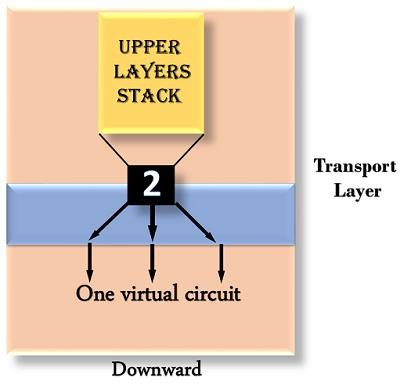 UPPER
LAYERS
STACK
2
Transport
Layer
One virtual circuit
Downward